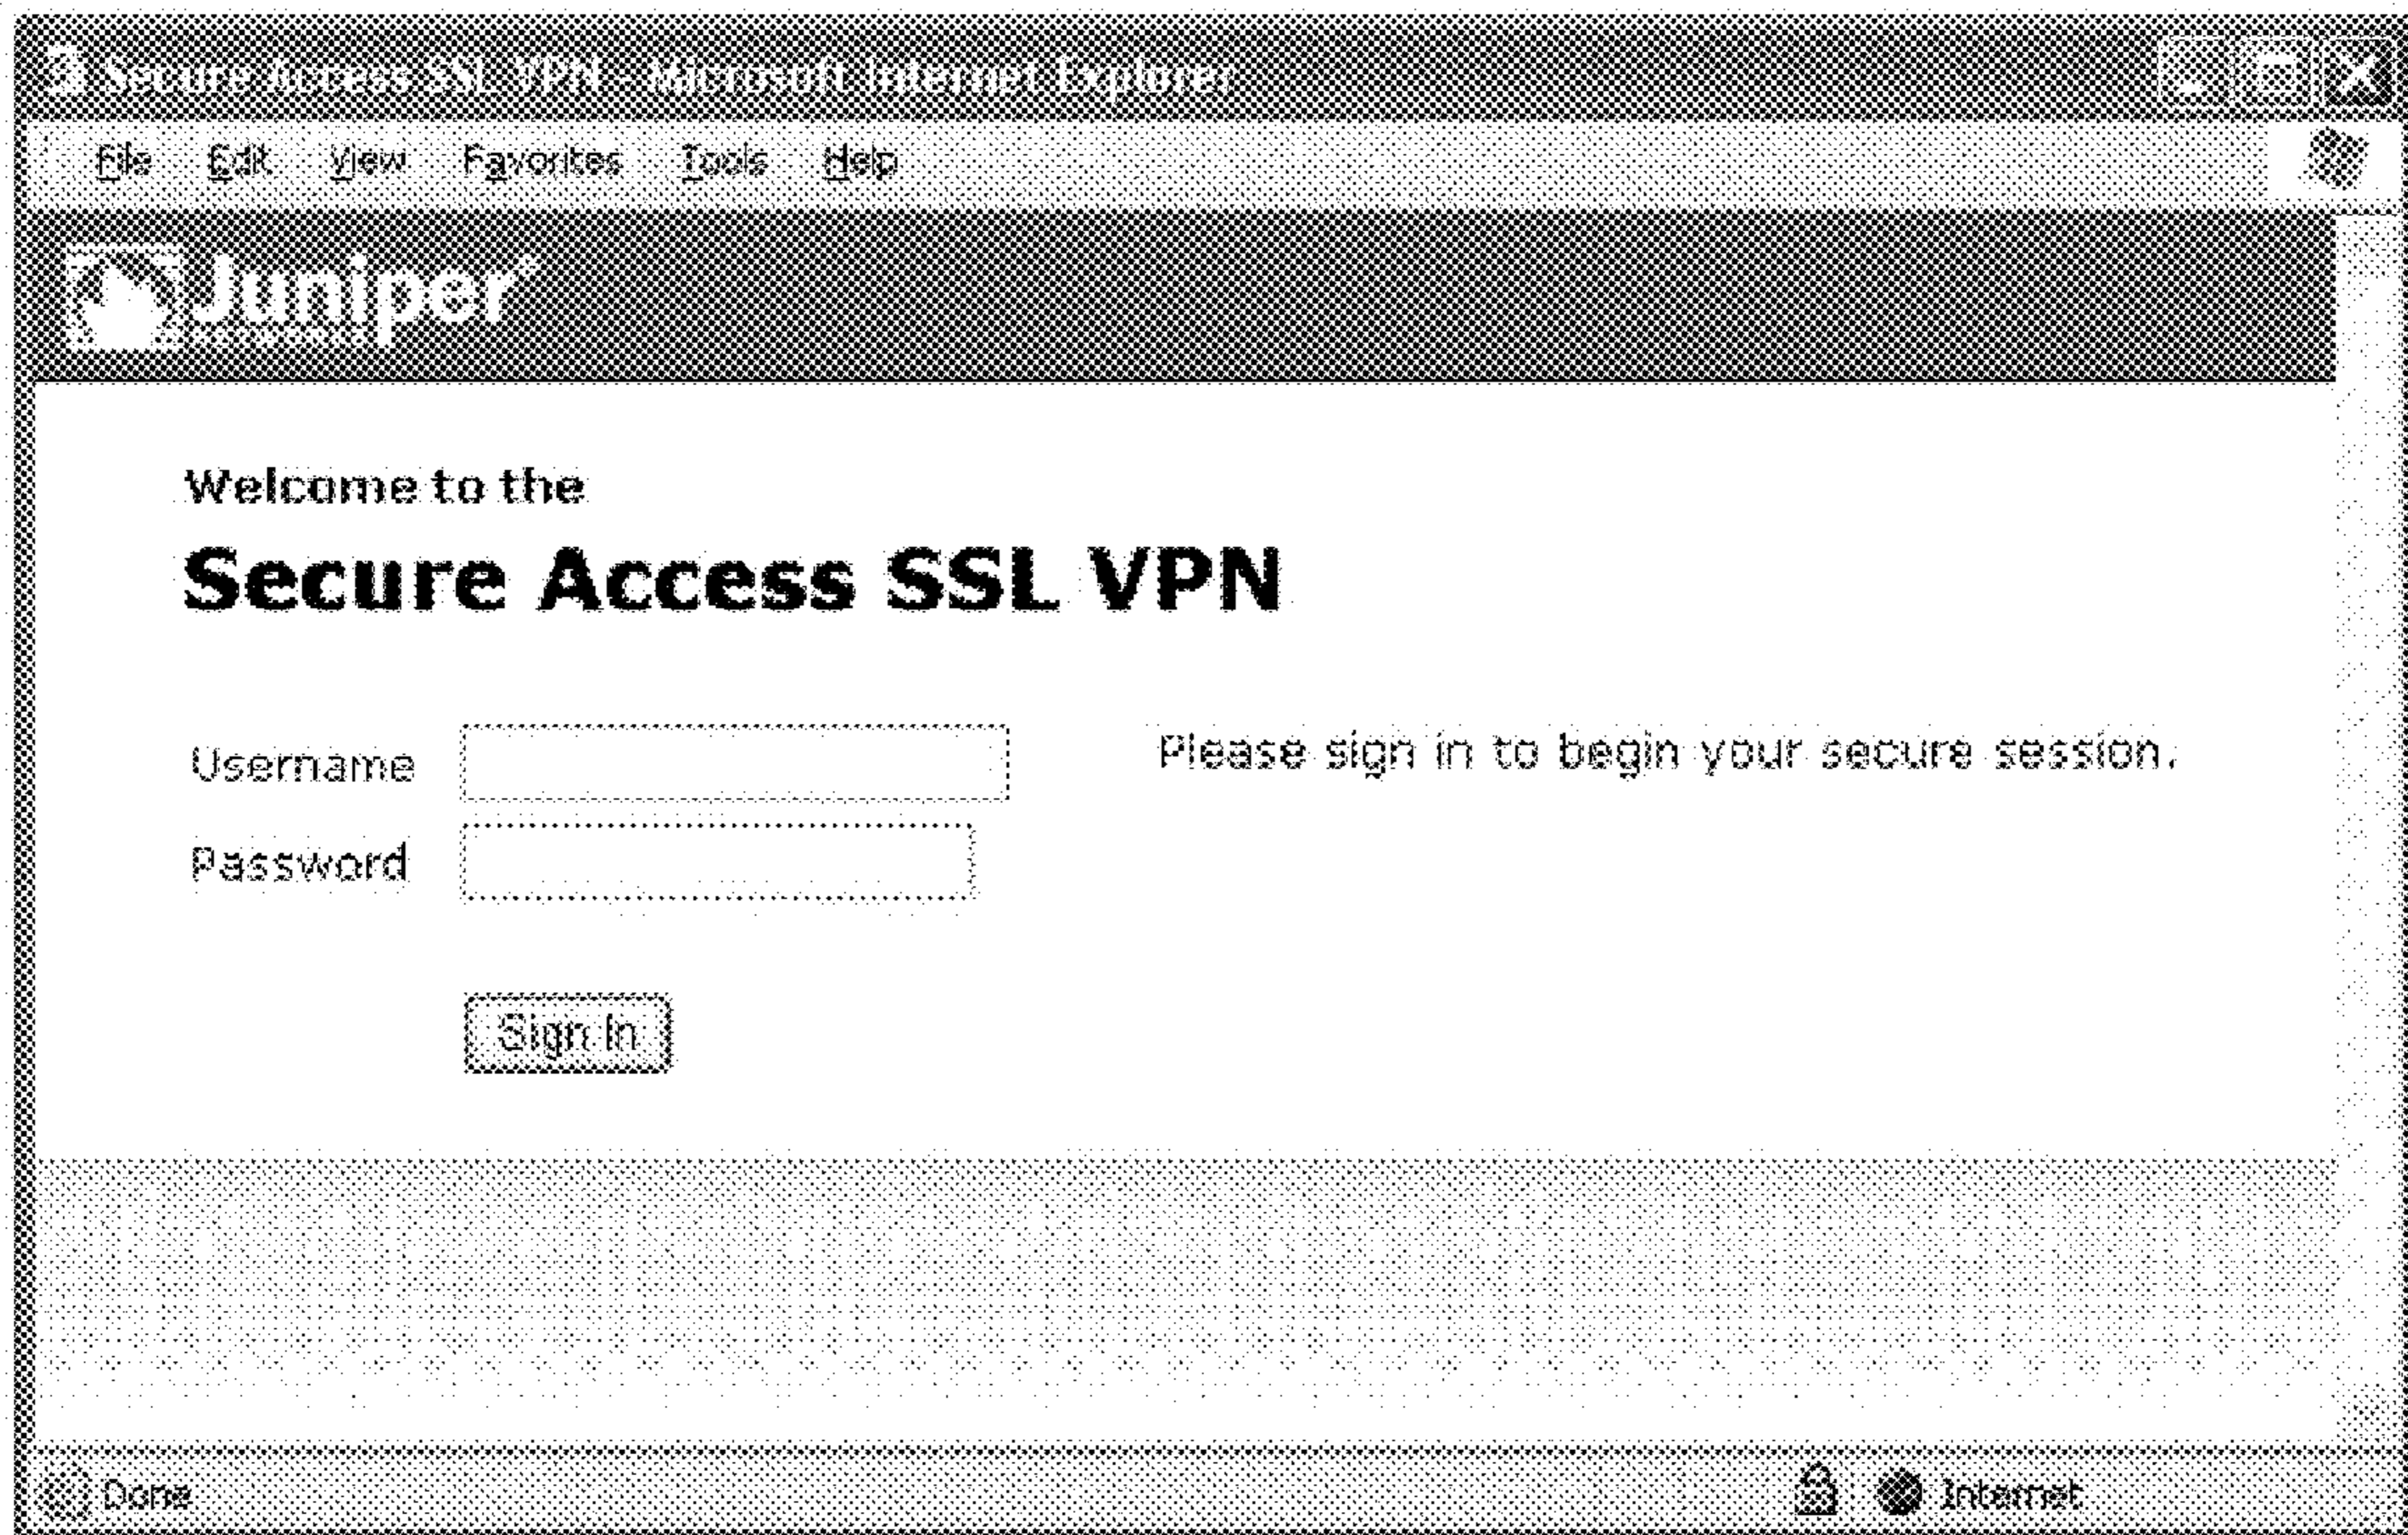 Secure Access SSL VPN - Microsoft Internet Explorer
File Edit View Favorites Tools Help
Juniper®
NETWORKS
Welcome to the
Secure Access SSL VPN
Username
Please sign in to begin your secure session.
Password
Sign In
Done
Internet